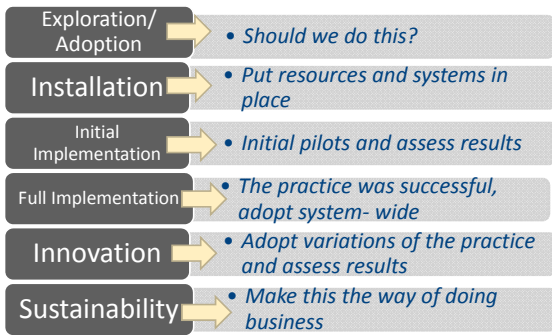 Exploration/
Adoption
• Should we do this?
Installation
• Put resources and systems in
place
Initial
Implementation
• Initial pilots and assess results
Full Implementation
• The practice was successful,
adopt system- wide
Innovation
• Adopt variations of the practice
and assess results
Sustainability
• Make this the way of doing
business